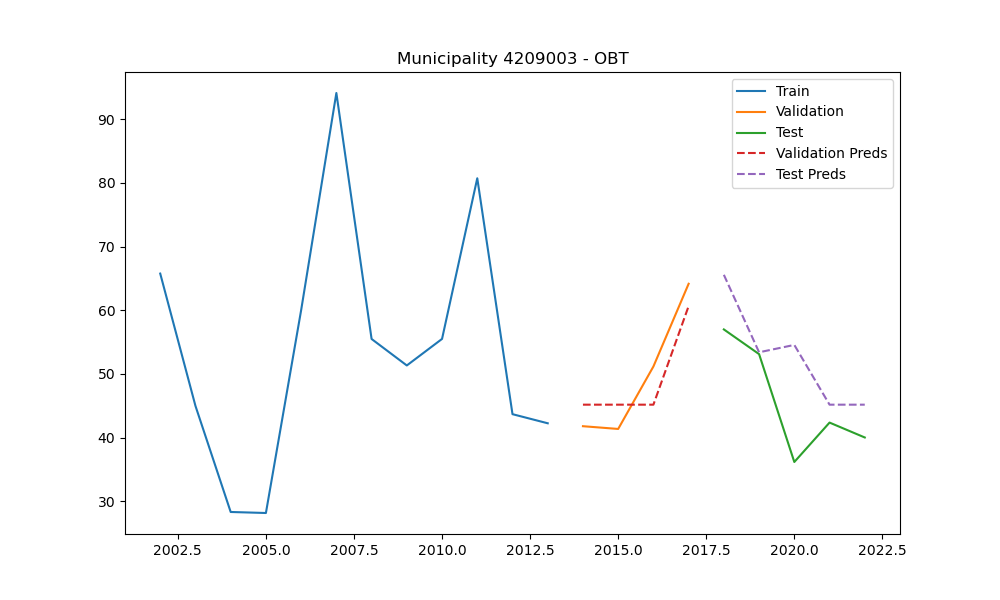 Municipality 4209003 - OBT
Train
Validation
Test
Validation Preds
Test Preds
90
80
70
60
50
40
30
2002.5 2005.0 2007.5 2010.0 2012.5 2015.0 2017.5 2020.0 2022.5